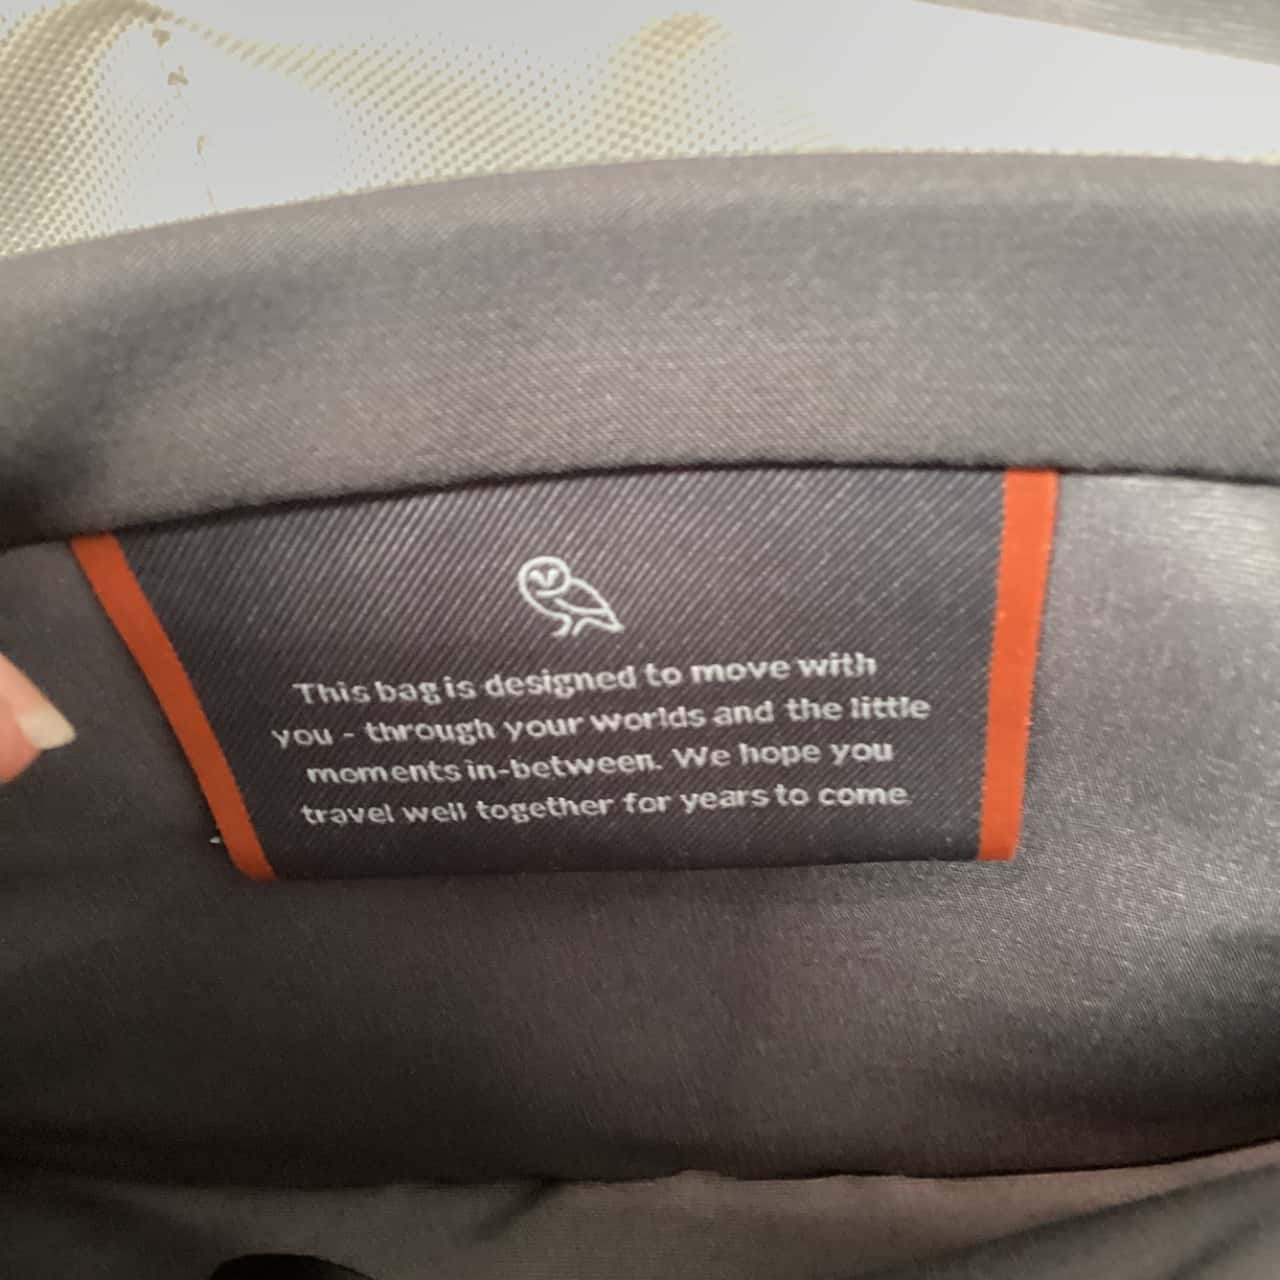 This bag is designed to move with
you - through your worlds and the little
moments in-between. We hope you
travel well together for years to come.